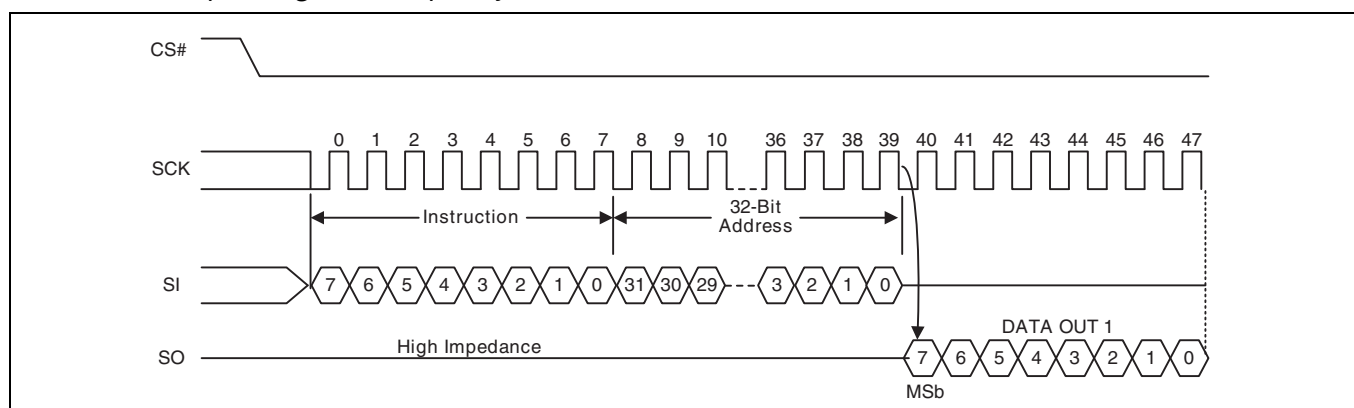 CS#
0 1 2 3 4 5 6 7 8 9 10 36 37 38 39 40 41 42 43 44 45 46 47
SCK
Instruction
32-Bit
Address
SI 7 6 5 4 3 2 1 0 31 30 29 3 2 1 0
DATA OUT 1
High Impedance
SO 7 6 5 4 3 2 1 0
MSb